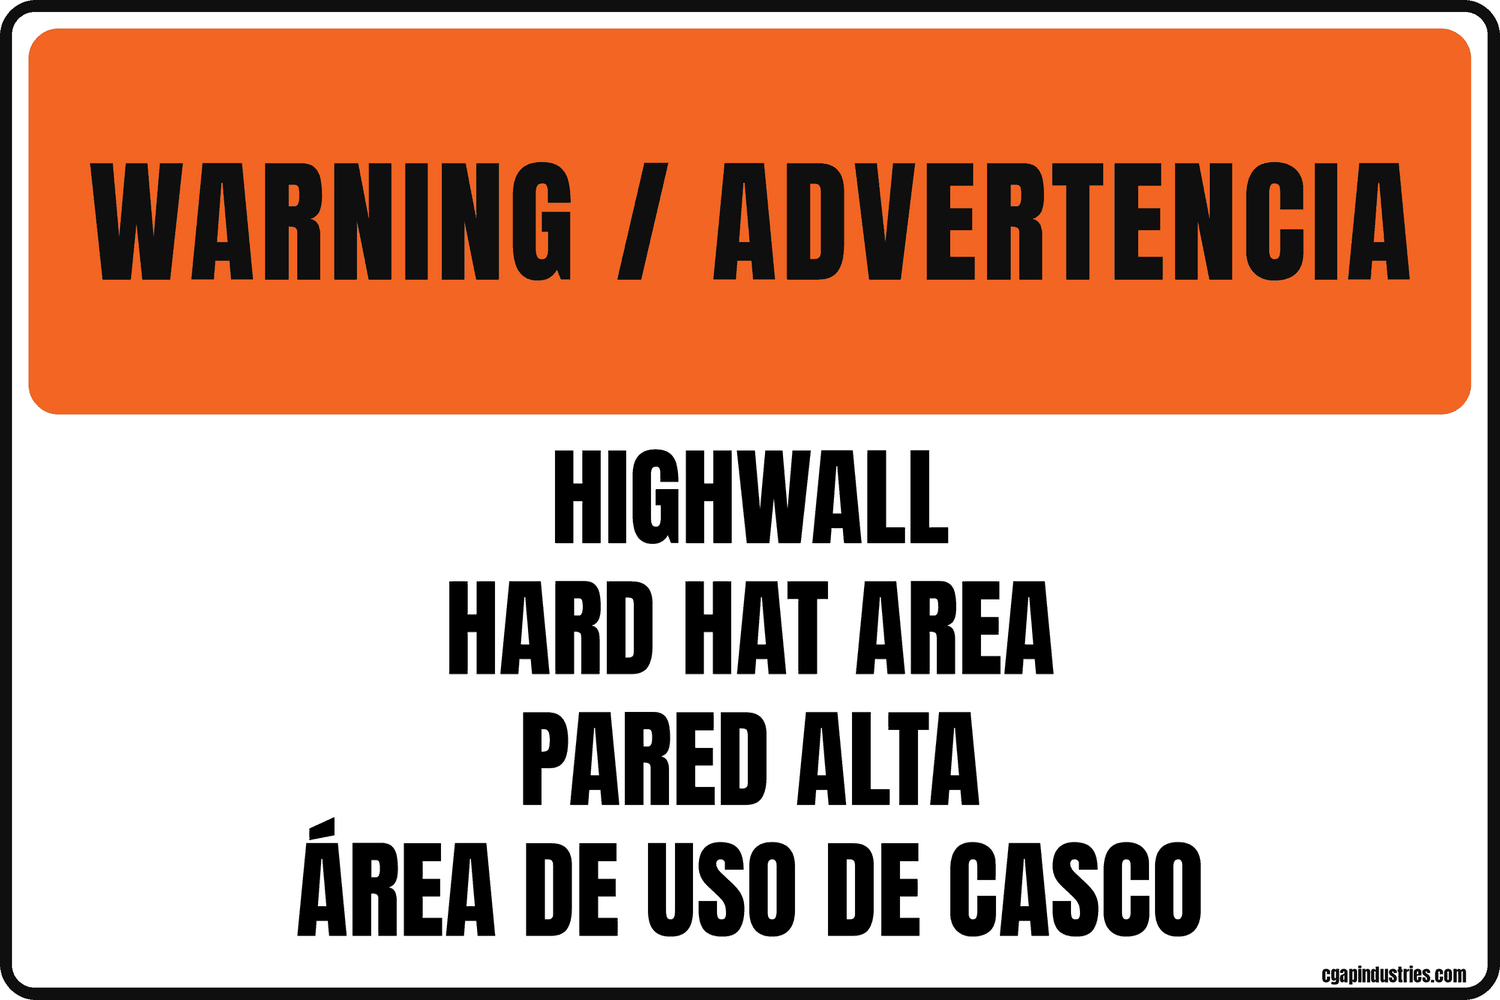 WARNING / ADVERTENCIA
HIGHWALL
HARD HAT AREA
PARED ALTA
ÁREA DE USO DE CASCO
cgapindustries.com